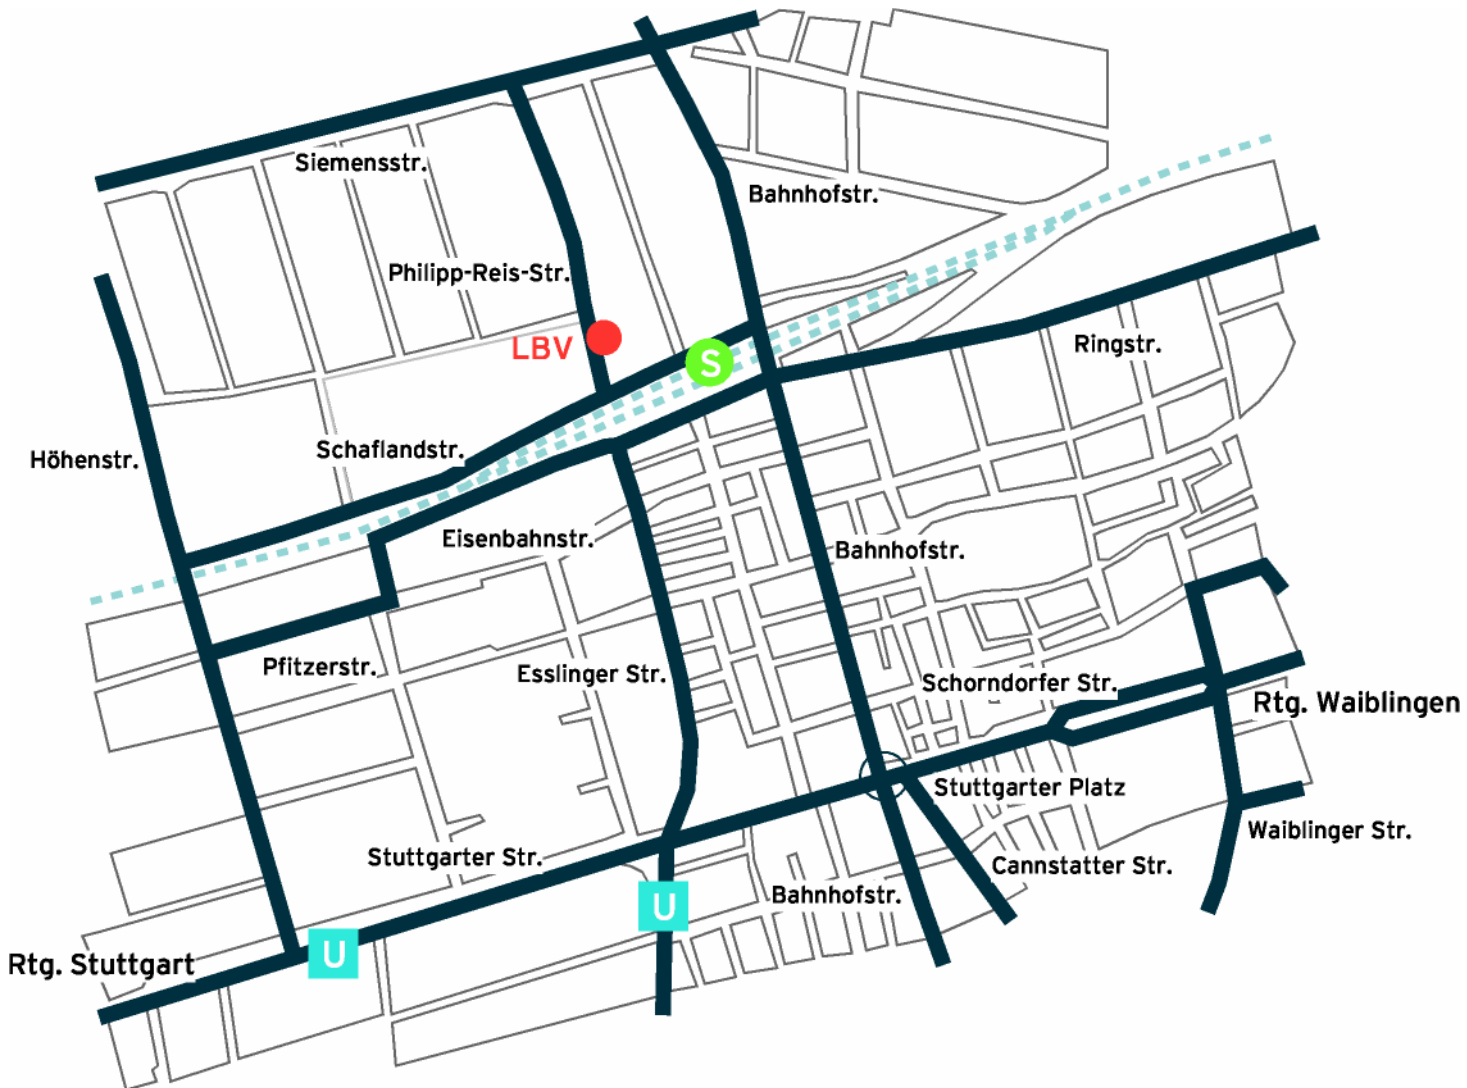 Siemensstr.
Bahnhofstr.
Philipp-Reis-Str.
LBV
S
Ringstr.
Schaflandstr.
Höhenstr.
Eisenbahnstr.
Bahnhofstr.
Pfitzerstr.
Esslinger Str.
Schorndorfer Str.
Rtg. Waiblingen
Stuttgarter Platz
Waiblinger Str.
Stuttgarter Str.
Cannstatter Str.
Bahnhofstr.
U
U
Rtg. Stuttgart